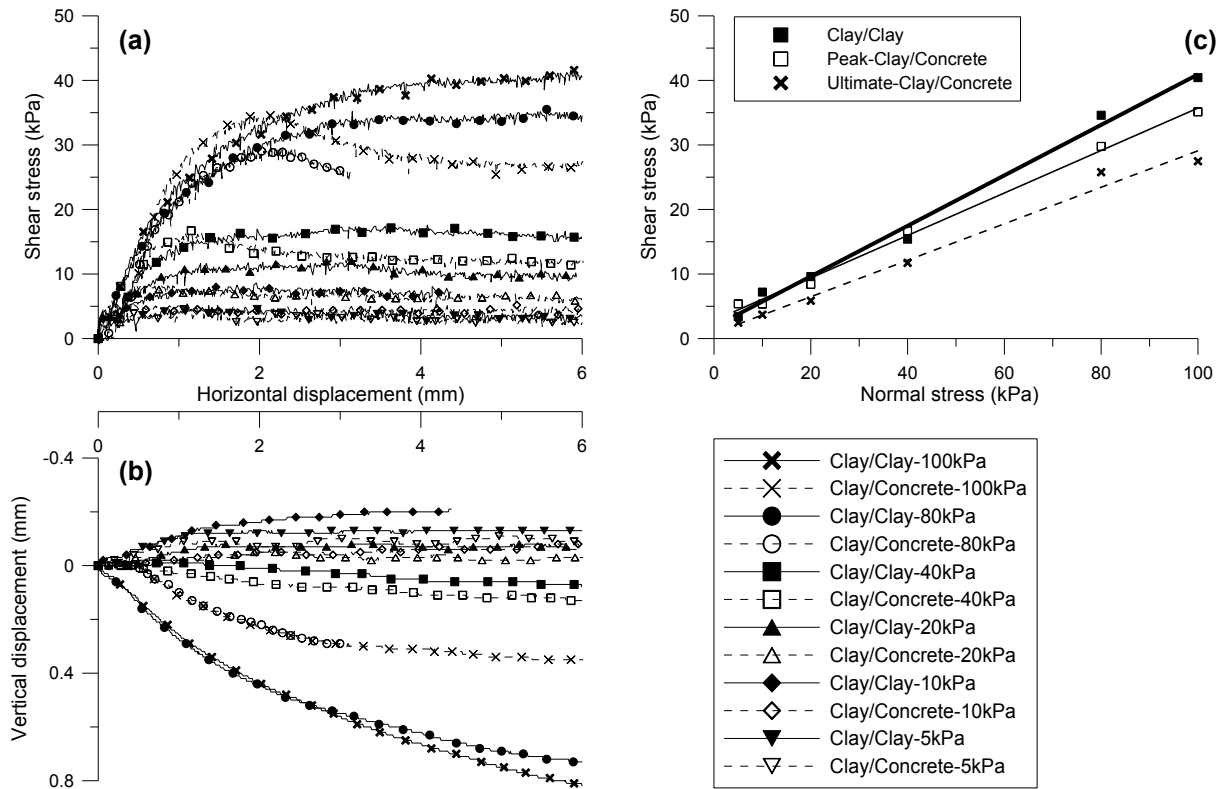 (a)
50
40
30
20
10
0
Shear stress (kPa)
0 2 4 6
Horizontal displacement (mm)
0 2 4 6
(b)
-0.4
0
0.4
0.8
Vertical displacement (mm)
(c)
Clay/Clay
Peak-Clay/Concrete
Ultimate-Clay/Concrete
50
40
30
20
10
0
Shear stress (kPa)
0 20 40 60 80 100
Normal stress (kPa)
Clay/Clay-100kPa
Clay/Concrete-100kPa
Clay/Clay-80kPa
Clay/Concrete-80kPa
Clay/Clay-40kPa
Clay/Concrete-40kPa
Clay/Clay-20kPa
Clay/Concrete-20kPa
Clay/Clay-10kPa
Clay/Concrete-10kPa
Clay/Clay-5kPa
Clay/Concrete-5kPa